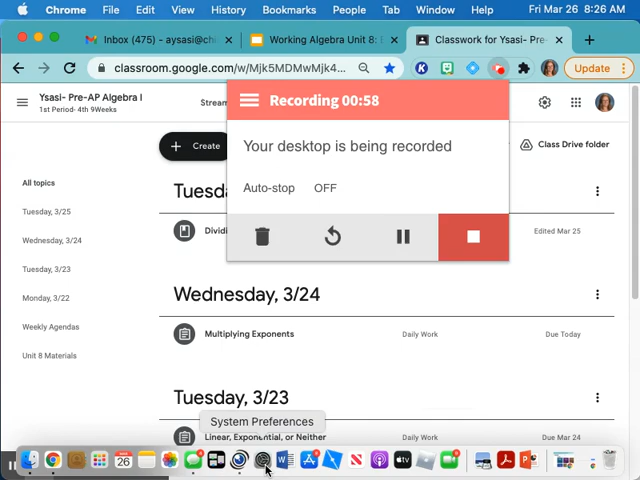 Chrome File Edit View History Bookmarks People Tab Window Help Fri Mar 26 8:26 AM
Inbox (475) - aysasi@chi
Working Algebra Unit 8: E
Classwork for Ysasi- Pre-
classroom.google.com/w/Mjk5MDMwMjk4...
Update
Ysasi- Pre-AP Algebra I
1st Period- 4th 9Weeks
Stream
Recording 00:58
Your desktop is being recorded
Auto-stop OFF
Create
Class Drive folder
All topics
Tuesday, 3/25
Wednesday, 3/24
Tuesday, 3/23
Monday, 3/22
Weekly Agendas
Unit 8 Materials
Tuesd
Dividi
Edited Mar 25
Wednesday, 3/24
Multiplying Exponents Daily Work Due Today
Tuesday, 3/23
System Preferences
Linear, Exponential, or Neither Daily Work Due Mar 24
26